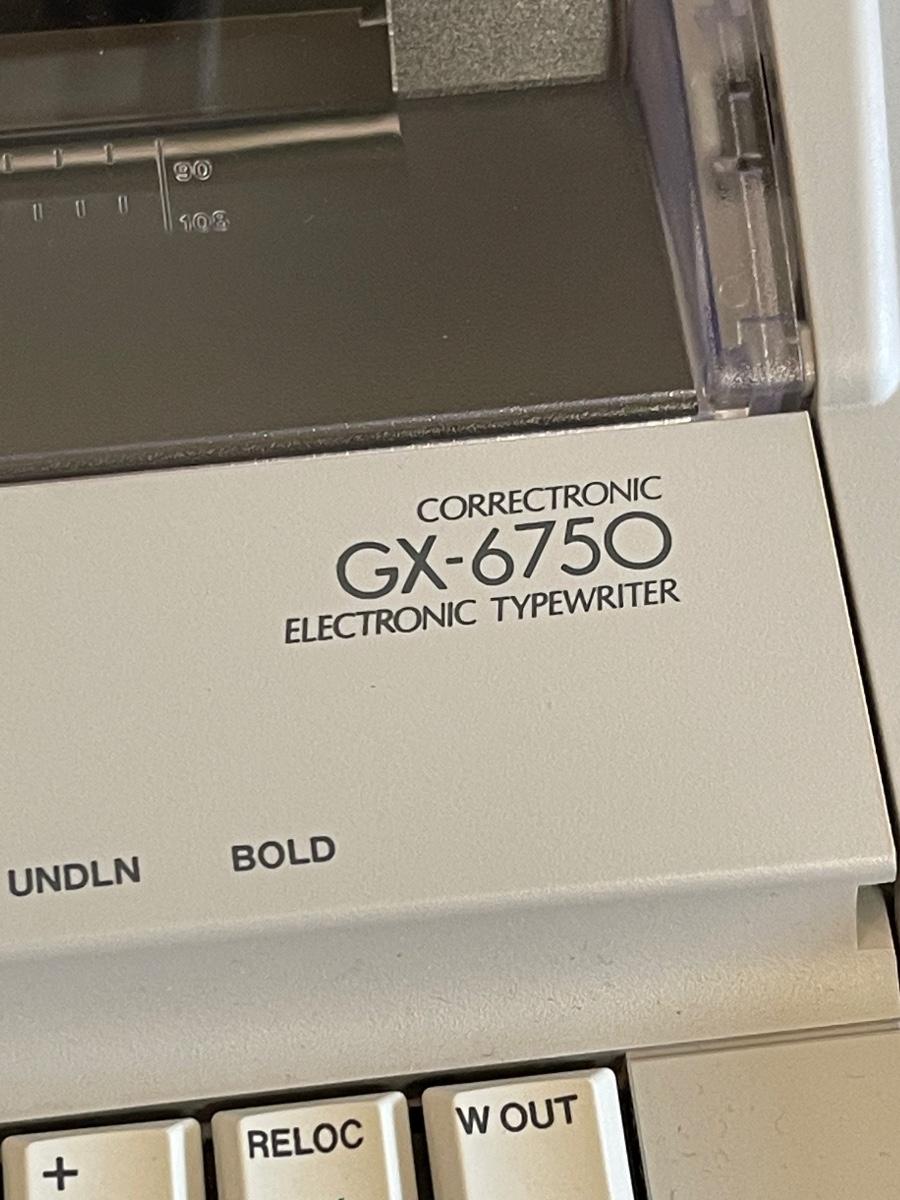 90
108
CORRECTRONIC
GX-6750
ELECTRONIC TYPEWRITER
UNDLN BOLD
+ RELOC W OUT